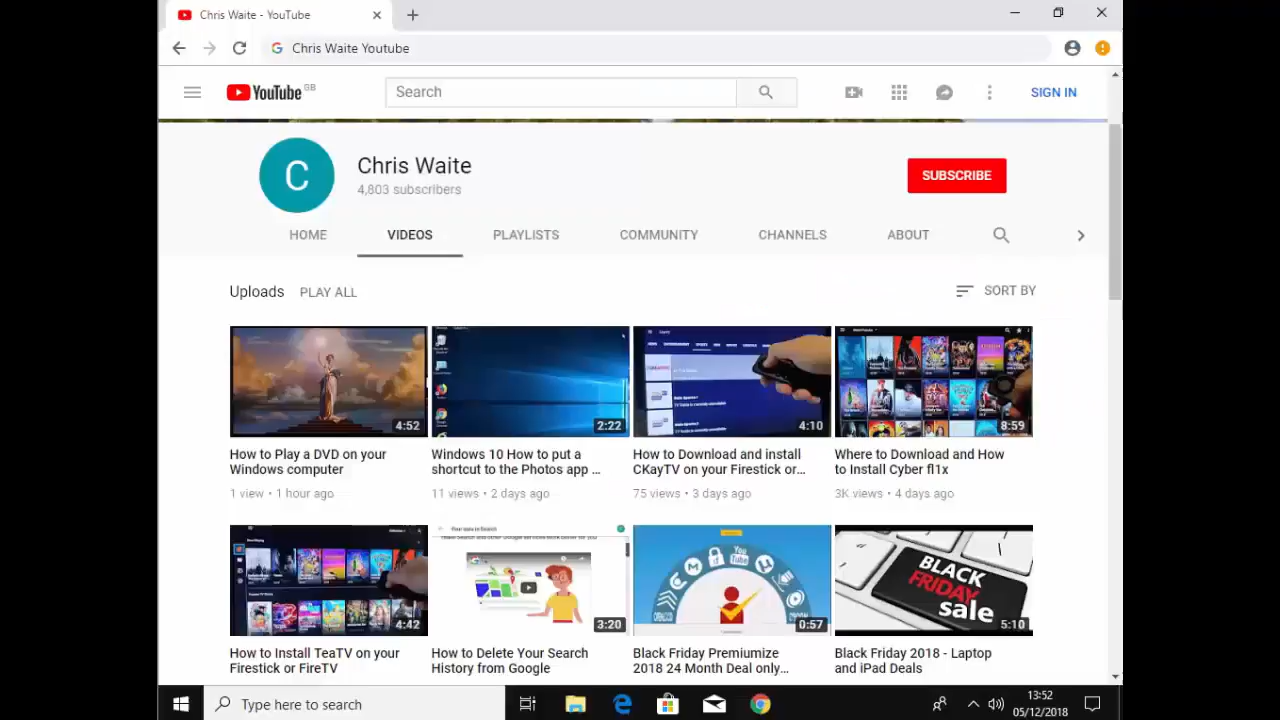 Chris Waite - YouTube
Chris Waite Youtube
YouTube GB
Search
SIGN IN
C
Chris Waite
4,803 subscribers
SUBSCRIBE
HOME
VIDEOS
PLAYLISTS
COMMUNITY
CHANNELS
ABOUT
Uploads
PLAY ALL
SORT BY
4:52
2:22
4:10
8:59
How to Play a DVD on your
Windows computer
1 view • 1 hour ago
Windows 10 How to put a
shortcut to the Photos app ...
11 views • 2 days ago
How to Download and install
CKayTV on your Firestick or...
75 views • 3 days ago
Where to Download and How
to Install Cyber fl1x
3K views • 4 days ago
4:42
3:20
You Tube
0:57
BLACK
FRIDAY
sale
5:10
How to Install TeaTV on your
Firestick or FireTV
How to Delete Your Search
History from Google
Black Friday Premiumize
2018 24 Month Deal only...
Black Friday 2018 - Laptop
and iPad Deals
Type here to search
13:52
05/12/2018